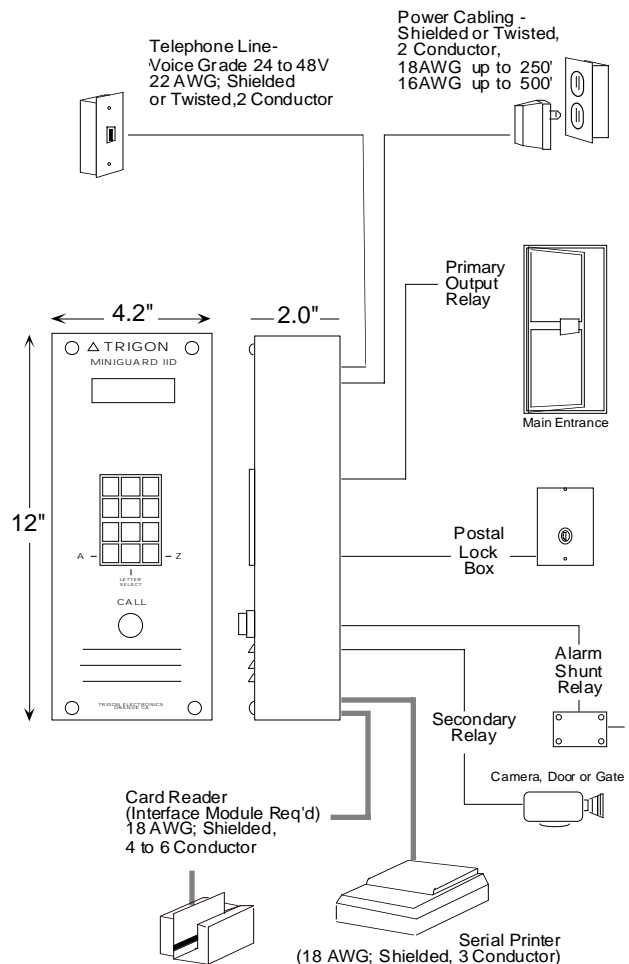 Telephone Line-
Voice Grade 24 to 48V
22 AWG; Shielded
or Twisted,2 Conductor
Power Cabling -
Shielded or Twisted,
2 Conductor,
18AWG up to 250'
16AWG up to 500'
Primary
Output
Relay
4.2"
2.0"
TRIGON
MINIGUARD IID
Main Entrance
12"
A
Z
LETTER
SELECT
CALL
Postal
Lock
Box
Alarm
Shunt
Relay
TRIGON ELECTRONICS
ORANGE CA
Secondary
Relay
Camera, Door or Gate
Card Reader
(Interface Module Req'd)
18 AWG; Shielded,
4 to 6 Conductor
Serial Printer
(18 AWG; Shielded, 3 Conductor)